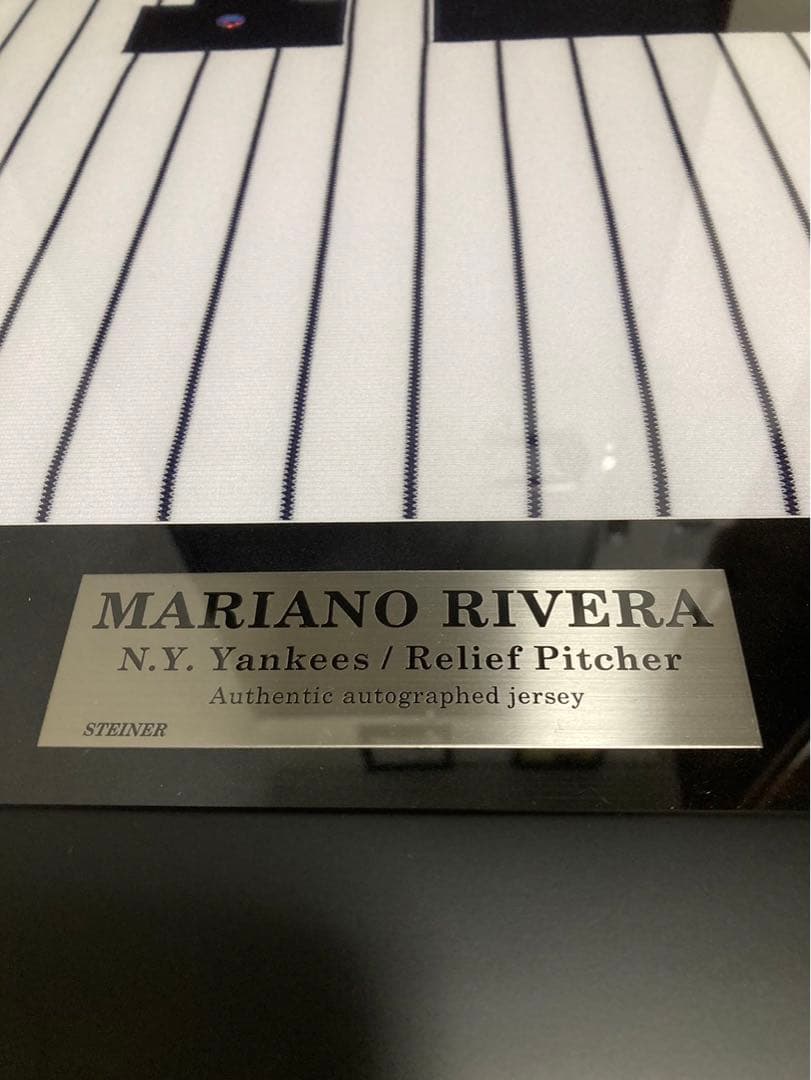 MARIANO RIVERA
N.Y. Yankees / Relief Pitcher
Authentic autographed jersey
STEINER